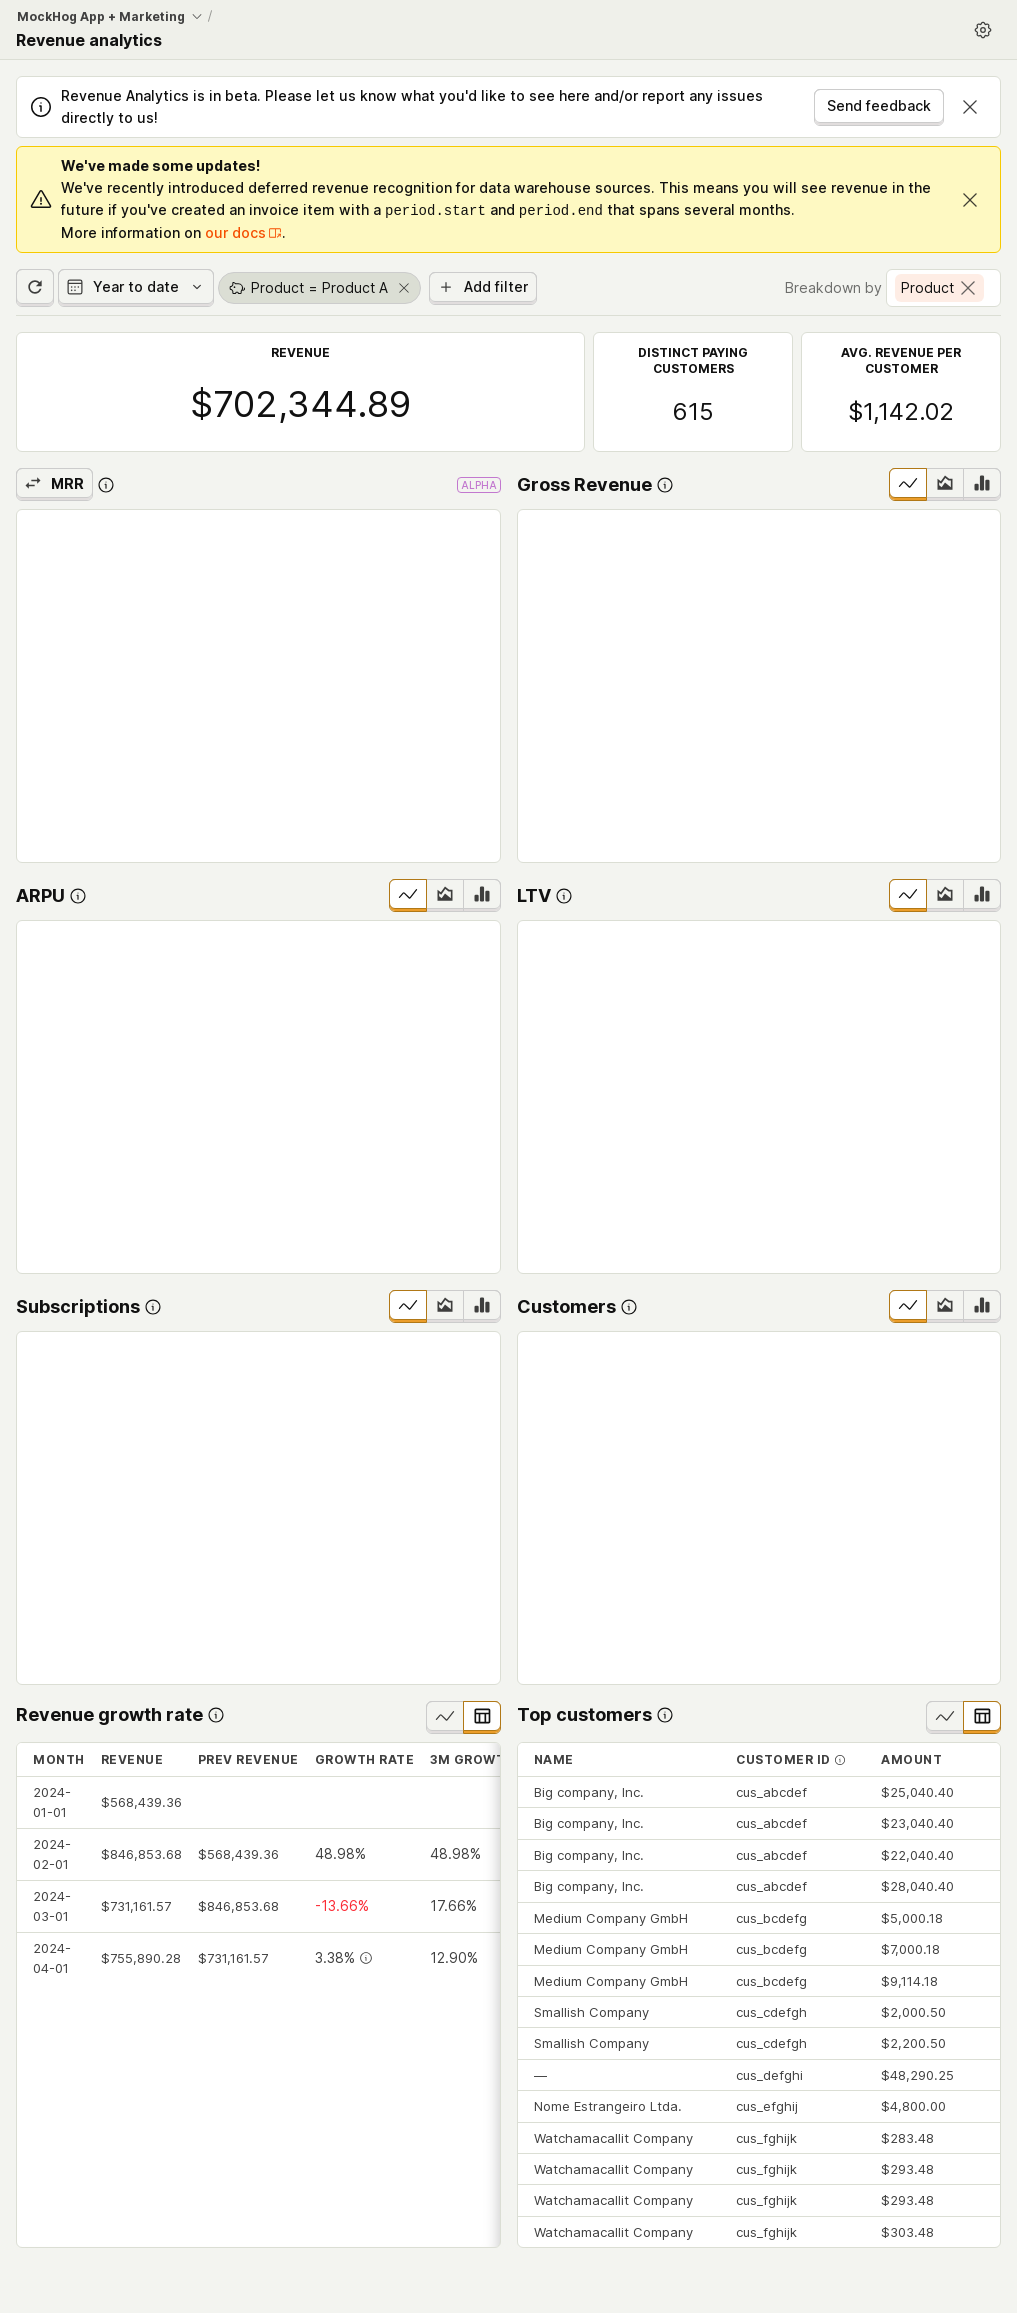 MockHog App + Marketing /
Revenue analytics
Revenue Analytics is in beta. Please let us know what you'd like to see here and/or report any issues
directly to us!
Send feedback
We've made some updates!
We've recently introduced deferred revenue recognition for data warehouse sources. This means you will see revenue in the
future if you've created an invoice item with a period.start and period.end that spans several months.
More information on our docs.
Year to date
Product = Product A
Add filter
Breakdown by
Product
REVENUE
$702,344.89
DISTINCT PAYING
CUSTOMERS
615
AVG. REVENUE PER
CUSTOMER
$1,142.02
MRR
ALPHA
Gross Revenue
ARPU
LTV
Subscriptions
Customers
Revenue growth rate
MONTH REVENUE PREV REVENUE GROWTH RATE 3M GROWT
2024-
01-01 $568,439.36
2024-
02-01 $846,853.68 $568,439.36 48.98% 48.98%
2024-
03-01 $731,161.57 $846,853.68 -13.66% 17.66%
2024-
04-01 $755,890.28 $731,161.57 3.38% 12.90%
Top customers
NAME CUSTOMER ID AMOUNT
Big company, Inc. cus_abcdef $25,040.40
Big company, Inc. cus_abcdef $23,040.40
Big company, Inc. cus_abcdef $22,040.40
Big company, Inc. cus_abcdef $28,040.40
Medium Company GmbH cus_bcdefg $5,000.18
Medium Company GmbH cus_bcdefg $7,000.18
Medium Company GmbH cus_bcdefg $9,114.18
Smallish Company cus_cdefgh $2,000.50
Smallish Company cus_cdefgh $2,200.50
— cus_defghi $48,290.25
Nome Estrangeiro Ltda. cus_efghij $4,800.00
Watchamacallit Company cus_fghijk $283.48
Watchamacallit Company cus_fghijk $293.48
Watchamacallit Company cus_fghijk $293.48
Watchamacallit Company cus_fghijk $303.48